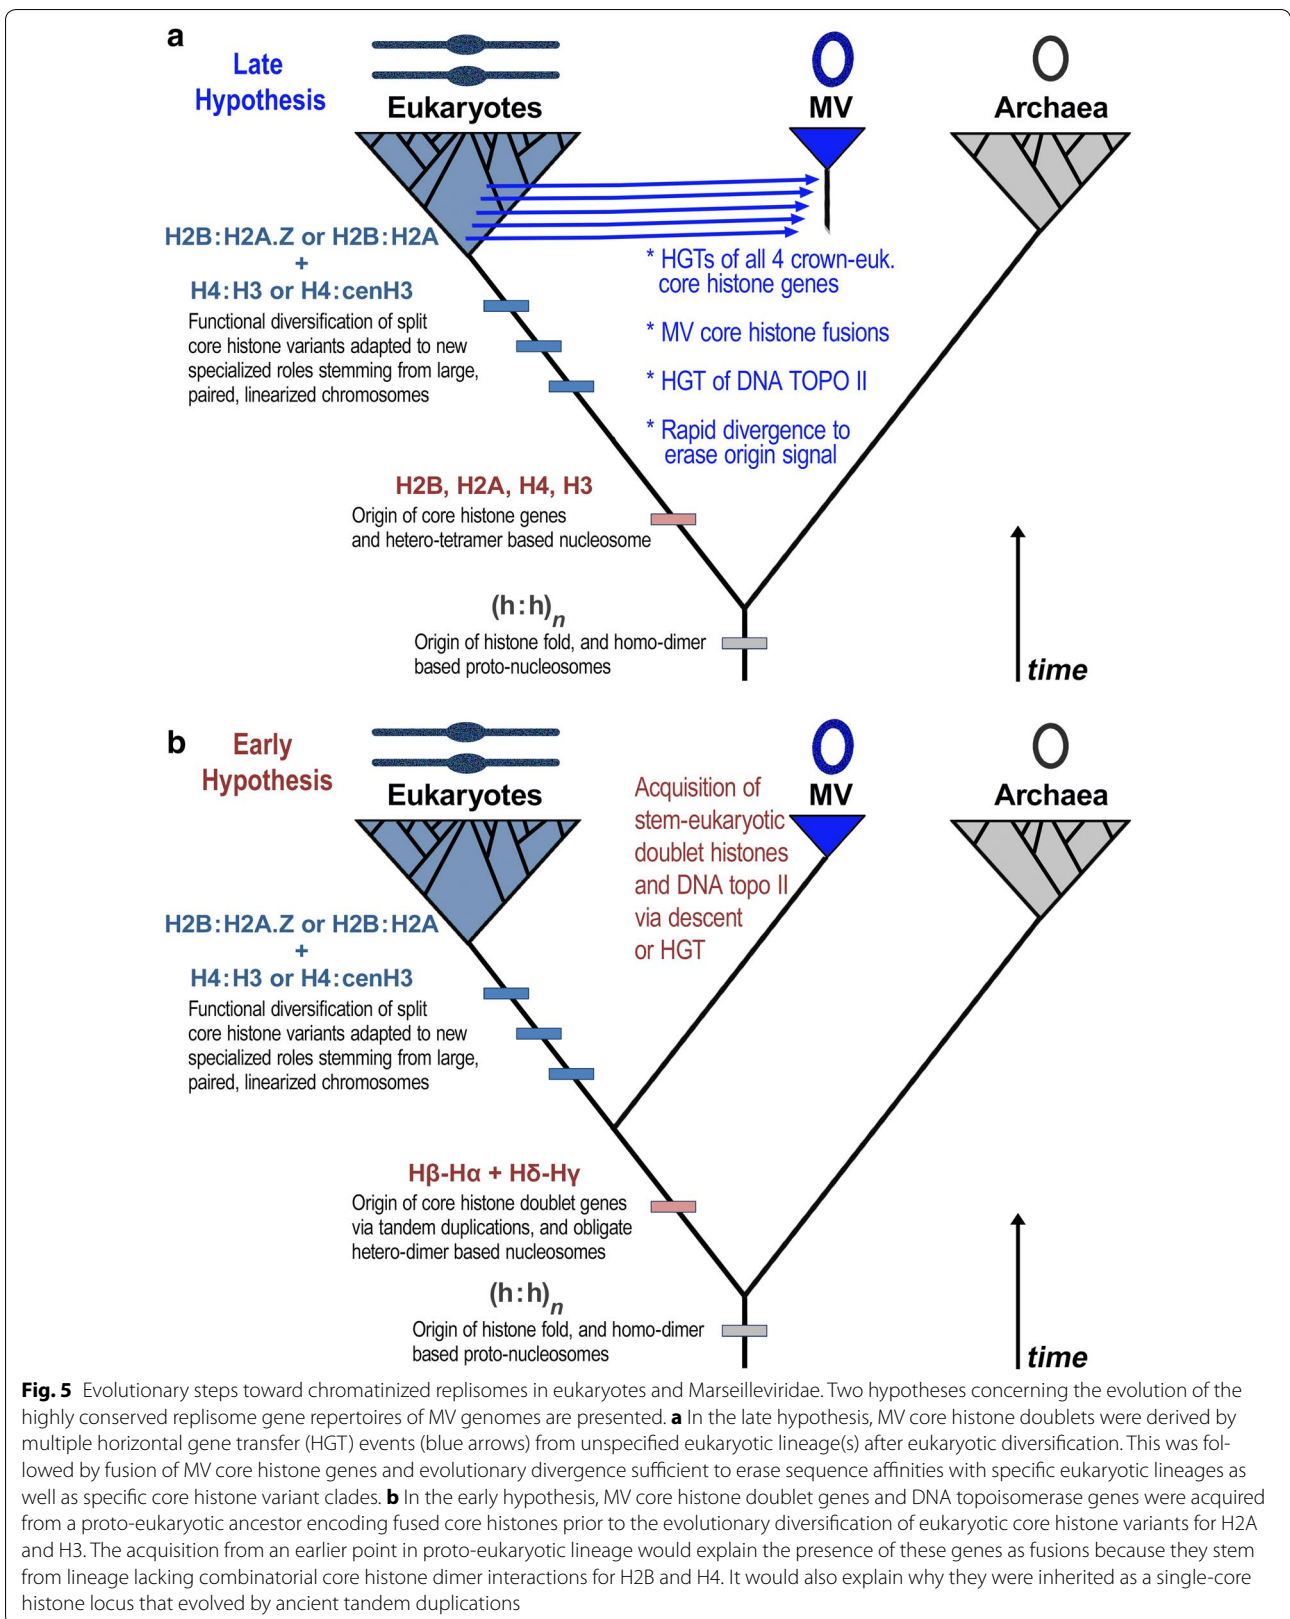 a
Late
Hypothesis
Eukaryotes
MV
Archaea
H2B:H2A.Z or H2B:H2A
+
H4:H3 or H4:cenH3
Functional diversification of split
core histone variants adapted to new
specialized roles stemming from large,
paired, linearized chromosomes
* HGTs of all 4 crown-euk.
core histone genes
* MV core histone fusions
* HGT of DNA TOPO II
* Rapid divergence to
erase origin signal
H2B, H2A, H4, H3
Origin of core histone genes
and hetero-tetramer based nucleosome
(h:h)n
Origin of histone fold, and homo-dimer
based proto-nucleosomes
time
b
Early
Hypothesis
Eukaryotes
MV
Archaea
Acquisition of
stem-eukaryotic
doublet histones
and DNA topo II
via descent
or HGT
H2B:H2A.Z or H2B:H2A
+
H4:H3 or H4:cenH3
Functional diversification of split
core histone variants adapted to new
specialized roles stemming from large,
paired, linearized chromosomes
Hβ-Hα + Hδ-Hγ
Origin of core histone doublet genes
via tandem duplications, and obligate
hetero-dimer based nucleosomes
(h:h)n
Origin of histone fold, and homo-dimer
based proto-nucleosomes
time
Fig. 5 Evolutionary steps toward chromatinized replisomes in eukaryotes and Marseilleviridae. Two hypotheses concerning the evolution of the
highly conserved replisome gene repertoires of MV genomes are presented. a In the late hypothesis, MV core histone doublets were derived by
multiple horizontal gene transfer (HGT) events (blue arrows) from unspecified eukaryotic lineage(s) after eukaryotic diversification. This was fol-
lowed by fusion of MV core histone genes and evolutionary divergence sufficient to erase sequence affinities with specific eukaryotic lineages as
well as specific core histone variant clades. b In the early hypothesis, MV core histone doublet genes and DNA topoisomerase genes were acquired
from a proto-eukaryotic ancestor encoding fused core histones prior to the evolutionary diversification of eukaryotic core histone variants for H2A
and H3. The acquisition from an earlier point in proto-eukaryotic lineage would explain the presence of these genes as fusions because they stem
from lineage lacking combinatorial core histone dimer interactions for H2B and H4. It would also explain why they were inherited as a single-core
histone locus that evolved by ancient tandem duplications